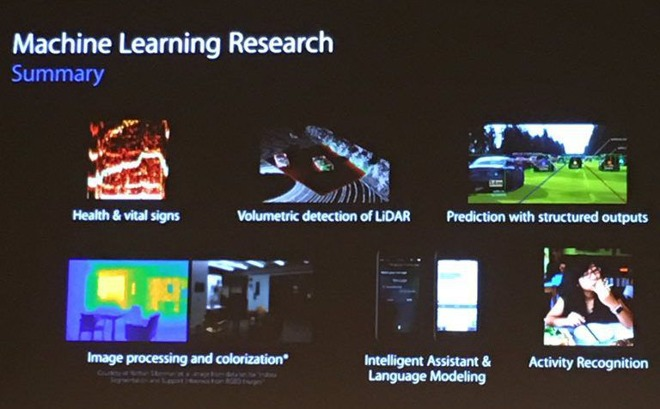 Machine Learning Research
Summary
Health & vital signs
Volumetric detection of LiDAR
Prediction with structured outputs
Image processing and colorization*
Intelligent Assistant &
Language Modeling
Activity Recognition